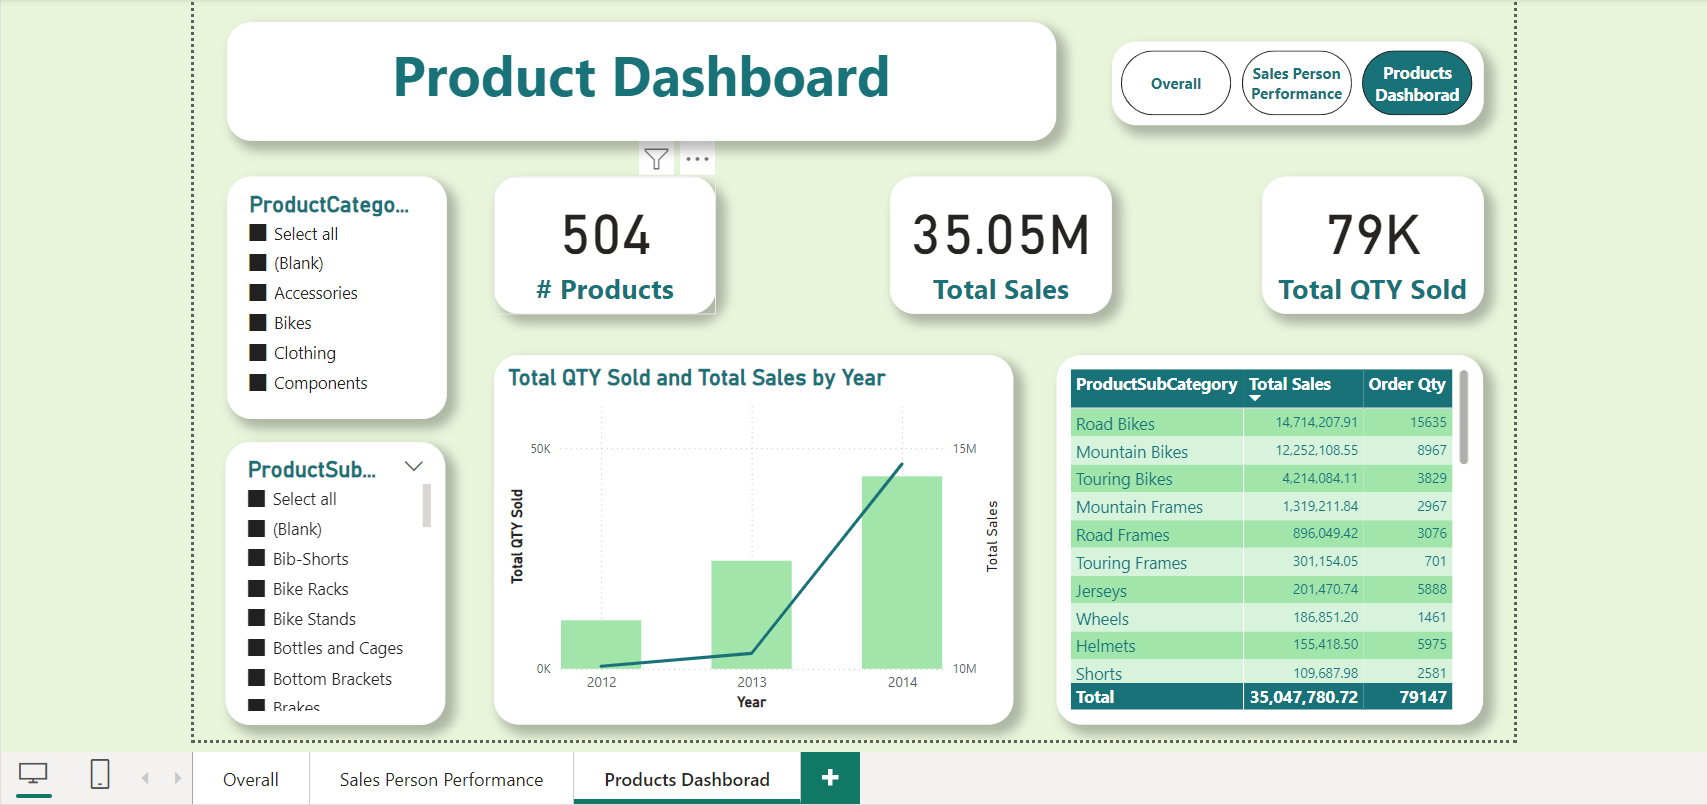 Product Dashboard
Overall
Sales Person
Performance
Products
Dashborad
ProductCatego...
Select all
(Blank)
Accessories
Bikes
Clothing
Components
504
# Products
35.05M
Total Sales
79K
Total QTY Sold
ProductSub...
Select all
(Blank)
Bib-Shorts
Bike Racks
Bike Stands
Bottles and Cages
Bottom Brackets
Brakes
Total QTY Sold and Total Sales by Year
50K
0K
Total QTY Sold
15M
10M
Total Sales
2012 2013 2014
Year
ProductSubCategory Total Sales Order Qty
Road Bikes 14,714,207.91 15635
Mountain Bikes 12,252,108.55 8967
Touring Bikes 4,214,084.11 3829
Mountain Frames 1,319,211.84 2967
Road Frames 896,049.42 3076
Touring Frames 301,154.05 701
Jerseys 201,470.74 5888
Wheels 186,851.20 1461
Helmets 155,418.50 5975
Shorts 109,687.98 2581
Total 35,047,780.72 79147
Overall Sales Person Performance Products Dashborad +